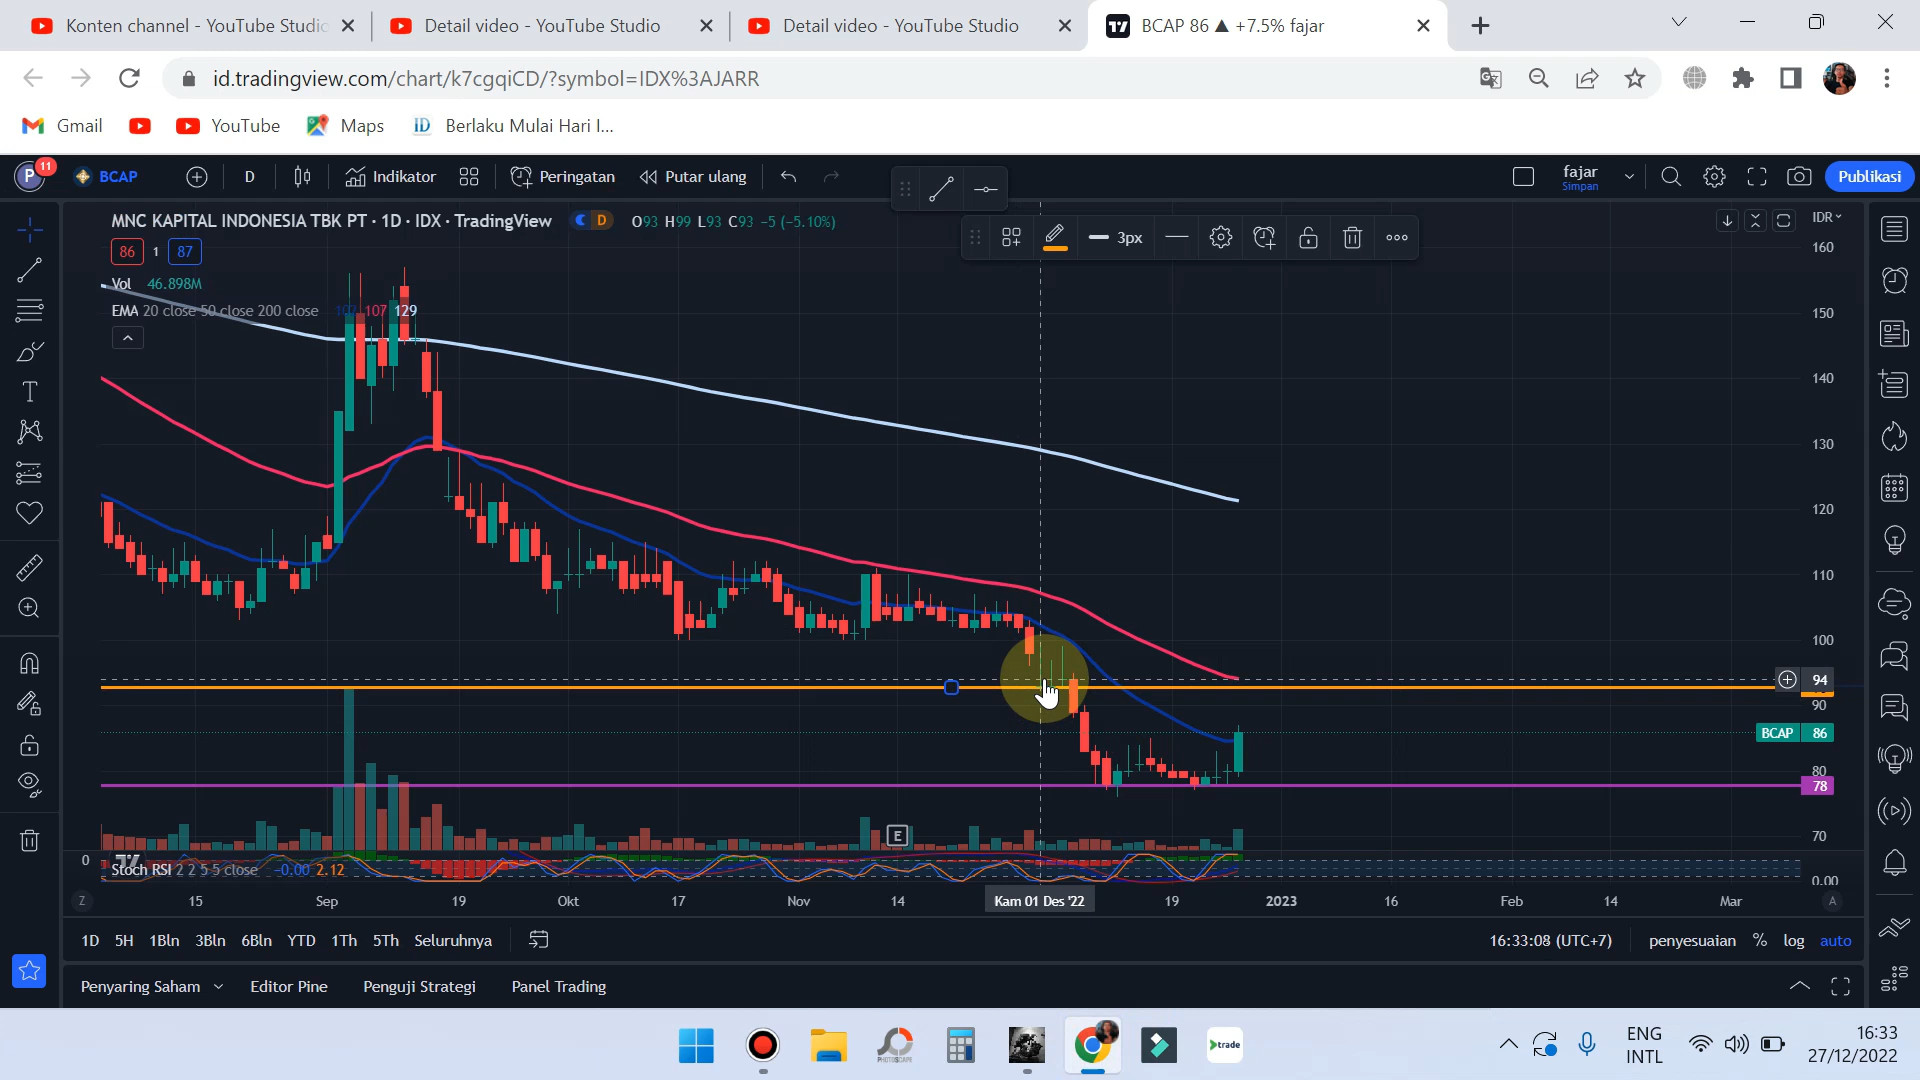 Konten channel - YouTube Studio
Detail video - YouTube Studio
Detail video - YouTube Studio
BCAP 86 ▲ +7.5% fajar
id.tradingview.com/chart/k7cgqiCD/?symbol=IDX%3AJARR
Gmail
YouTube
Maps
Berlaku Mulai Hari I...
P
11
BCAP
D
Indikator
Peringatan
Putar ulang
fajar
Simpan
Publikasi
MNC KAPITAL INDONESIA TBK PT · 1D · IDX · TradingView
D
O93 H99 L93 C93 -5 (-5.10%)
3px
IDR
86
1
87
Vol 46.898M
EMA 20 close 50 close 200 close 107 107 129
160
150
140
130
120
110
100
94
90
BCAP 86
80
78
70
E
0
Stoch RSI 2 2 5 5 close -0.00 2.12
0.00
Z
15
Sep
19
Okt
17
Nov
14
Kam 01 Des '22
19
2023
16
Feb
14
Mar
A
1D
5H
1Bln
3Bln
6Bln
YTD
1Th
5Th
Seluruhnya
16:33:08 (UTC+7)
penyesuaian
%
log
auto
Penyaring Saham
Editor Pine
Penguji Strategi
Panel Trading
PHOTOSCAPE
trade
ENG
INTL
16:33
27/12/2022